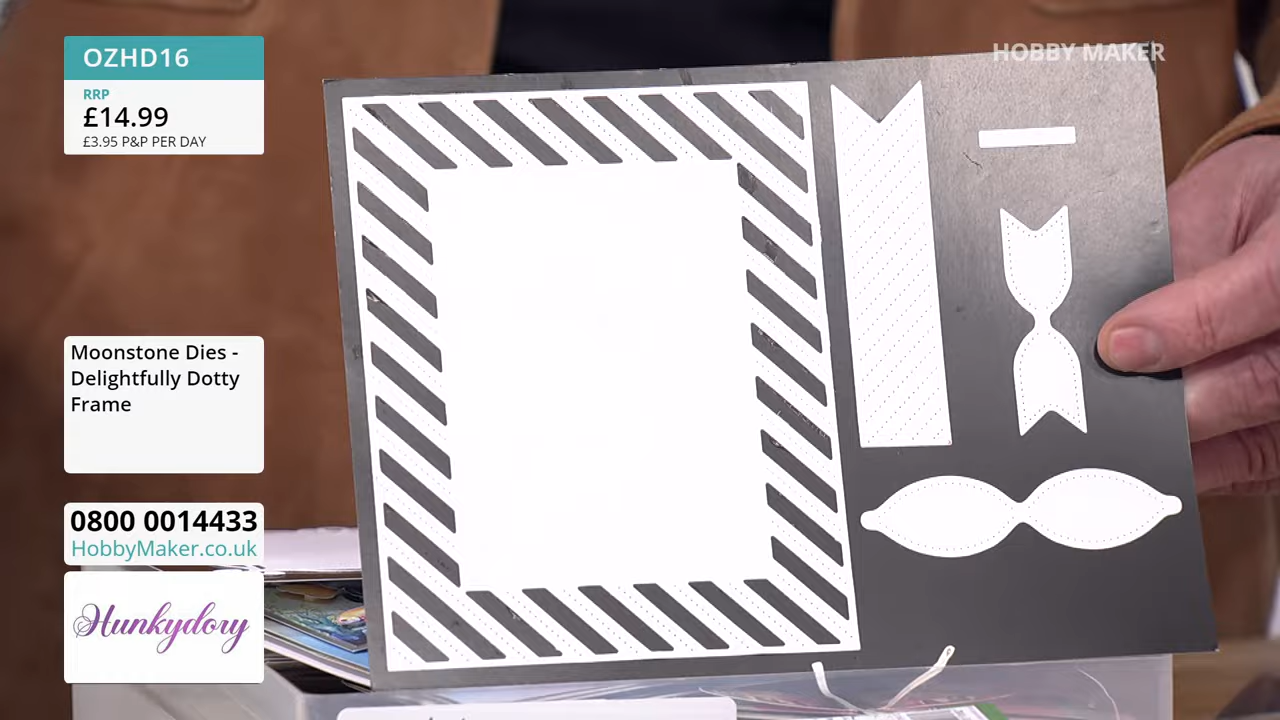 OZHD16
RRP
£14.99
£3.95 P&P PER DAY
HOBBY MAKER
Moonstone Dies -
Delightfully Dotty
Frame
0800 0014433
HobbyMaker.co.uk
Hunkydory